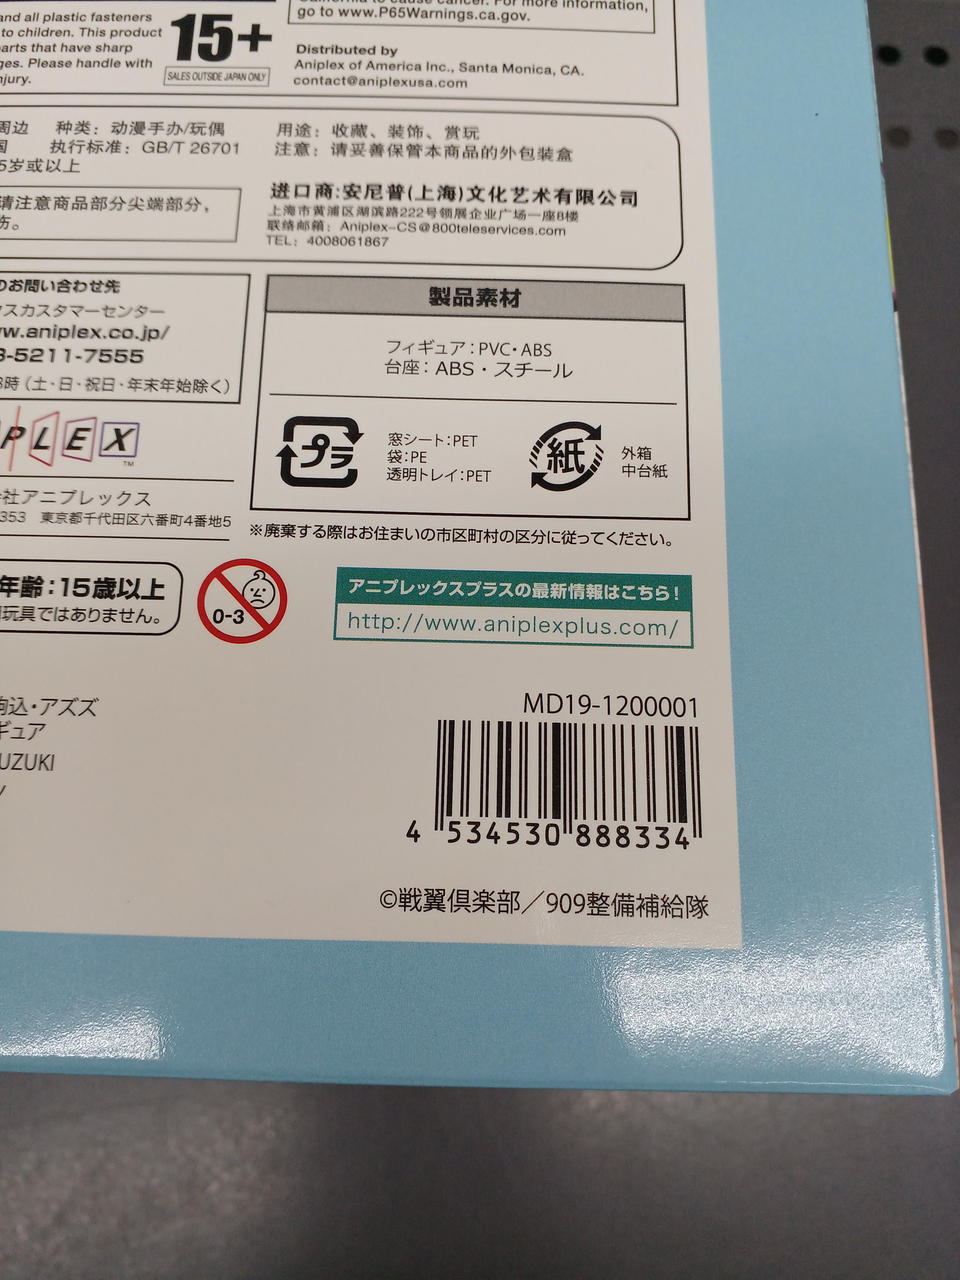 and all plastic fasteners
to children. This product
parts that have sharp
ges. Please handle with
njury.
15+
SALES OUTSIDE JAPAN ONLY
California to cause cancer. For more information,
go to www.P65Warnings.ca.gov.
Distributed by
Aniplex of America Inc., Santa Monica, CA.
contact@aniplexusa.com
周边 种类：动漫手办/玩偶
国 执行标准：GB/T 26701
5岁或以上
请注意商品部分尖端部分，
伤。
用途：收藏、装饰、赏玩
注意：请妥善保管本商品的外包装盒
进口商:安尼普(上海)文化艺术有限公司
上海市黄浦区湖滨路222号领展企业广场一座8楼
联络邮箱：Aniplex-CS@800teleservices.com
TEL：4008061867
のお問い合わせ先
クスカスタマーセンター
ww.aniplex.co.jp/
3-5211-7555
8時（土・日・祝日・年末年始除く）
PLEX
TM
会社アニプレックス
353 東京都千代田区六番町4番地5
製品素材
フィギュア：PVC・ABS
台座：ABS・スチール
プラ
窓シート：PET
袋：PE
透明トレイ：PET
紙
外箱
中台紙
※廃棄する際はお住まいの市区町村の区分に従ってください。
年齢：15歳以上
玩具ではありません。
0-3
アニプレックスプラスの最新情報はこちら！
http://www.aniplexplus.com/
駒込・アズズ
ギュア
UZUKI
MD19-1200001
4 534530 888334
©戦翼倶楽部／909整備補給隊